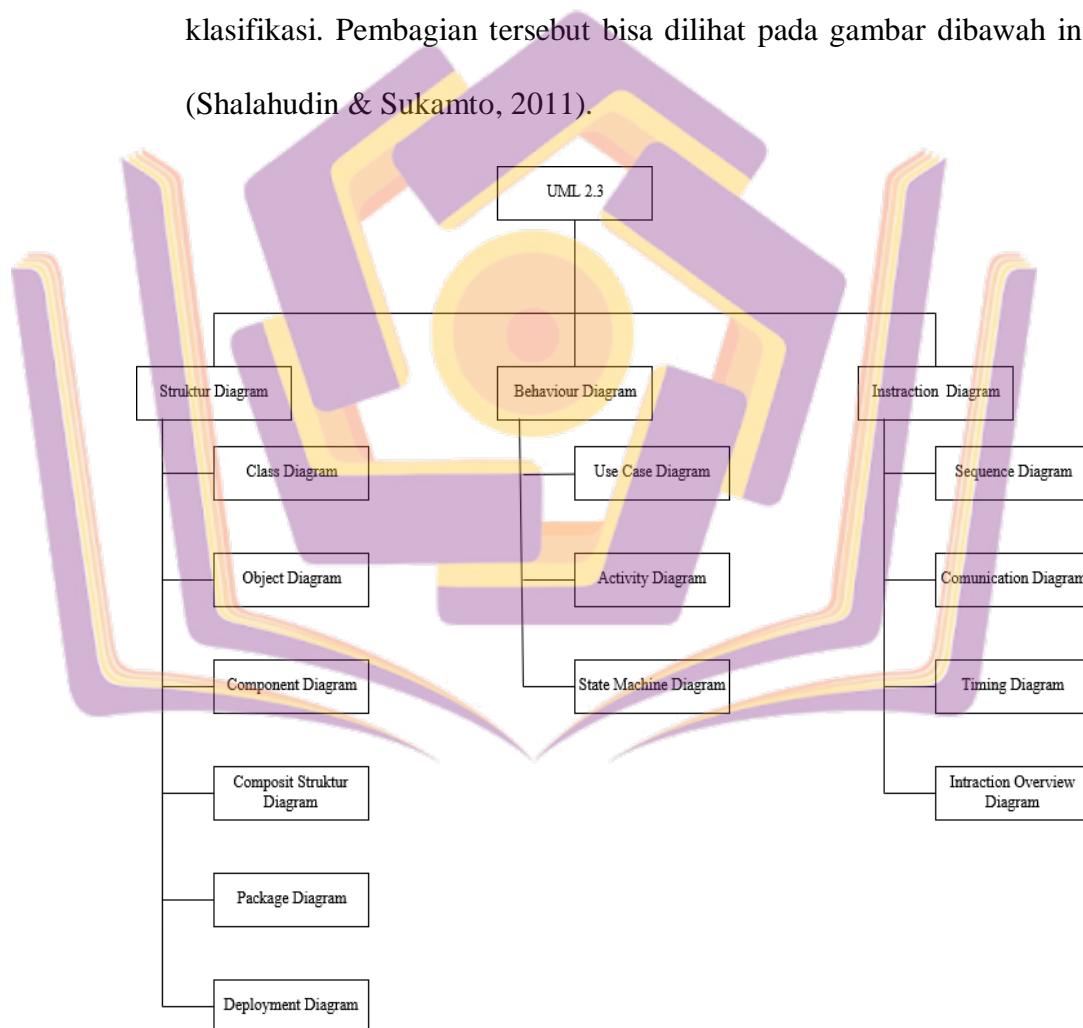 klasifikasi. Pembagian tersebut bisa dilihat pada gambar dibawah in
(Shalahudin & Sukamto, 2011).
UML 2.3
Struktur Diagram
Behaviour Diagram
Instraction Diagram
Class Diagram
Use Case Diagram
Sequence Diagram
Object Diagram
Activity Diagram
Comunication Diagram
Component Diagram
State Machine Diagram
Timing Diagram
Composit Struktur
Diagram
Intraction Overview
Diagram
Package Diagram
Deployment Diagram